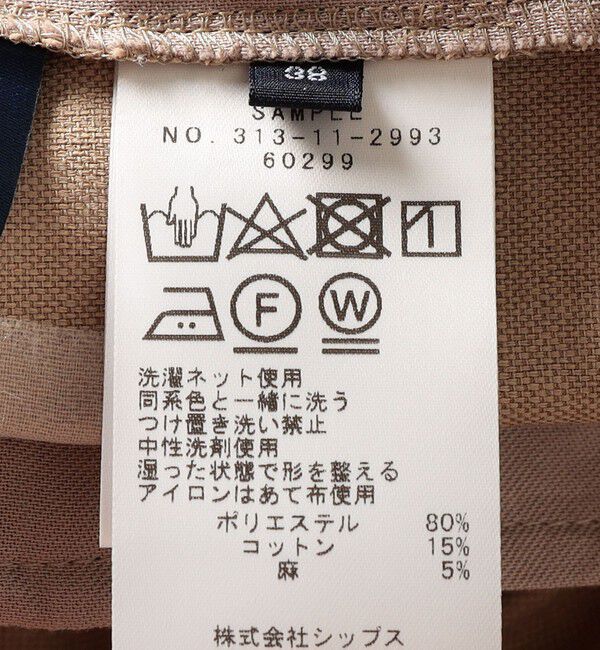 38
SAMPLE
NO. 313-11-2993
60299
F
W
洗濯ネット使用
同系色と一緒に洗う
つけ置き洗い禁止
中性洗剤使用
湿った状態で形を整える
アイロンはあて布使用
ポリエステル 80%
コットン 15%
麻 5%
株式会社シップス